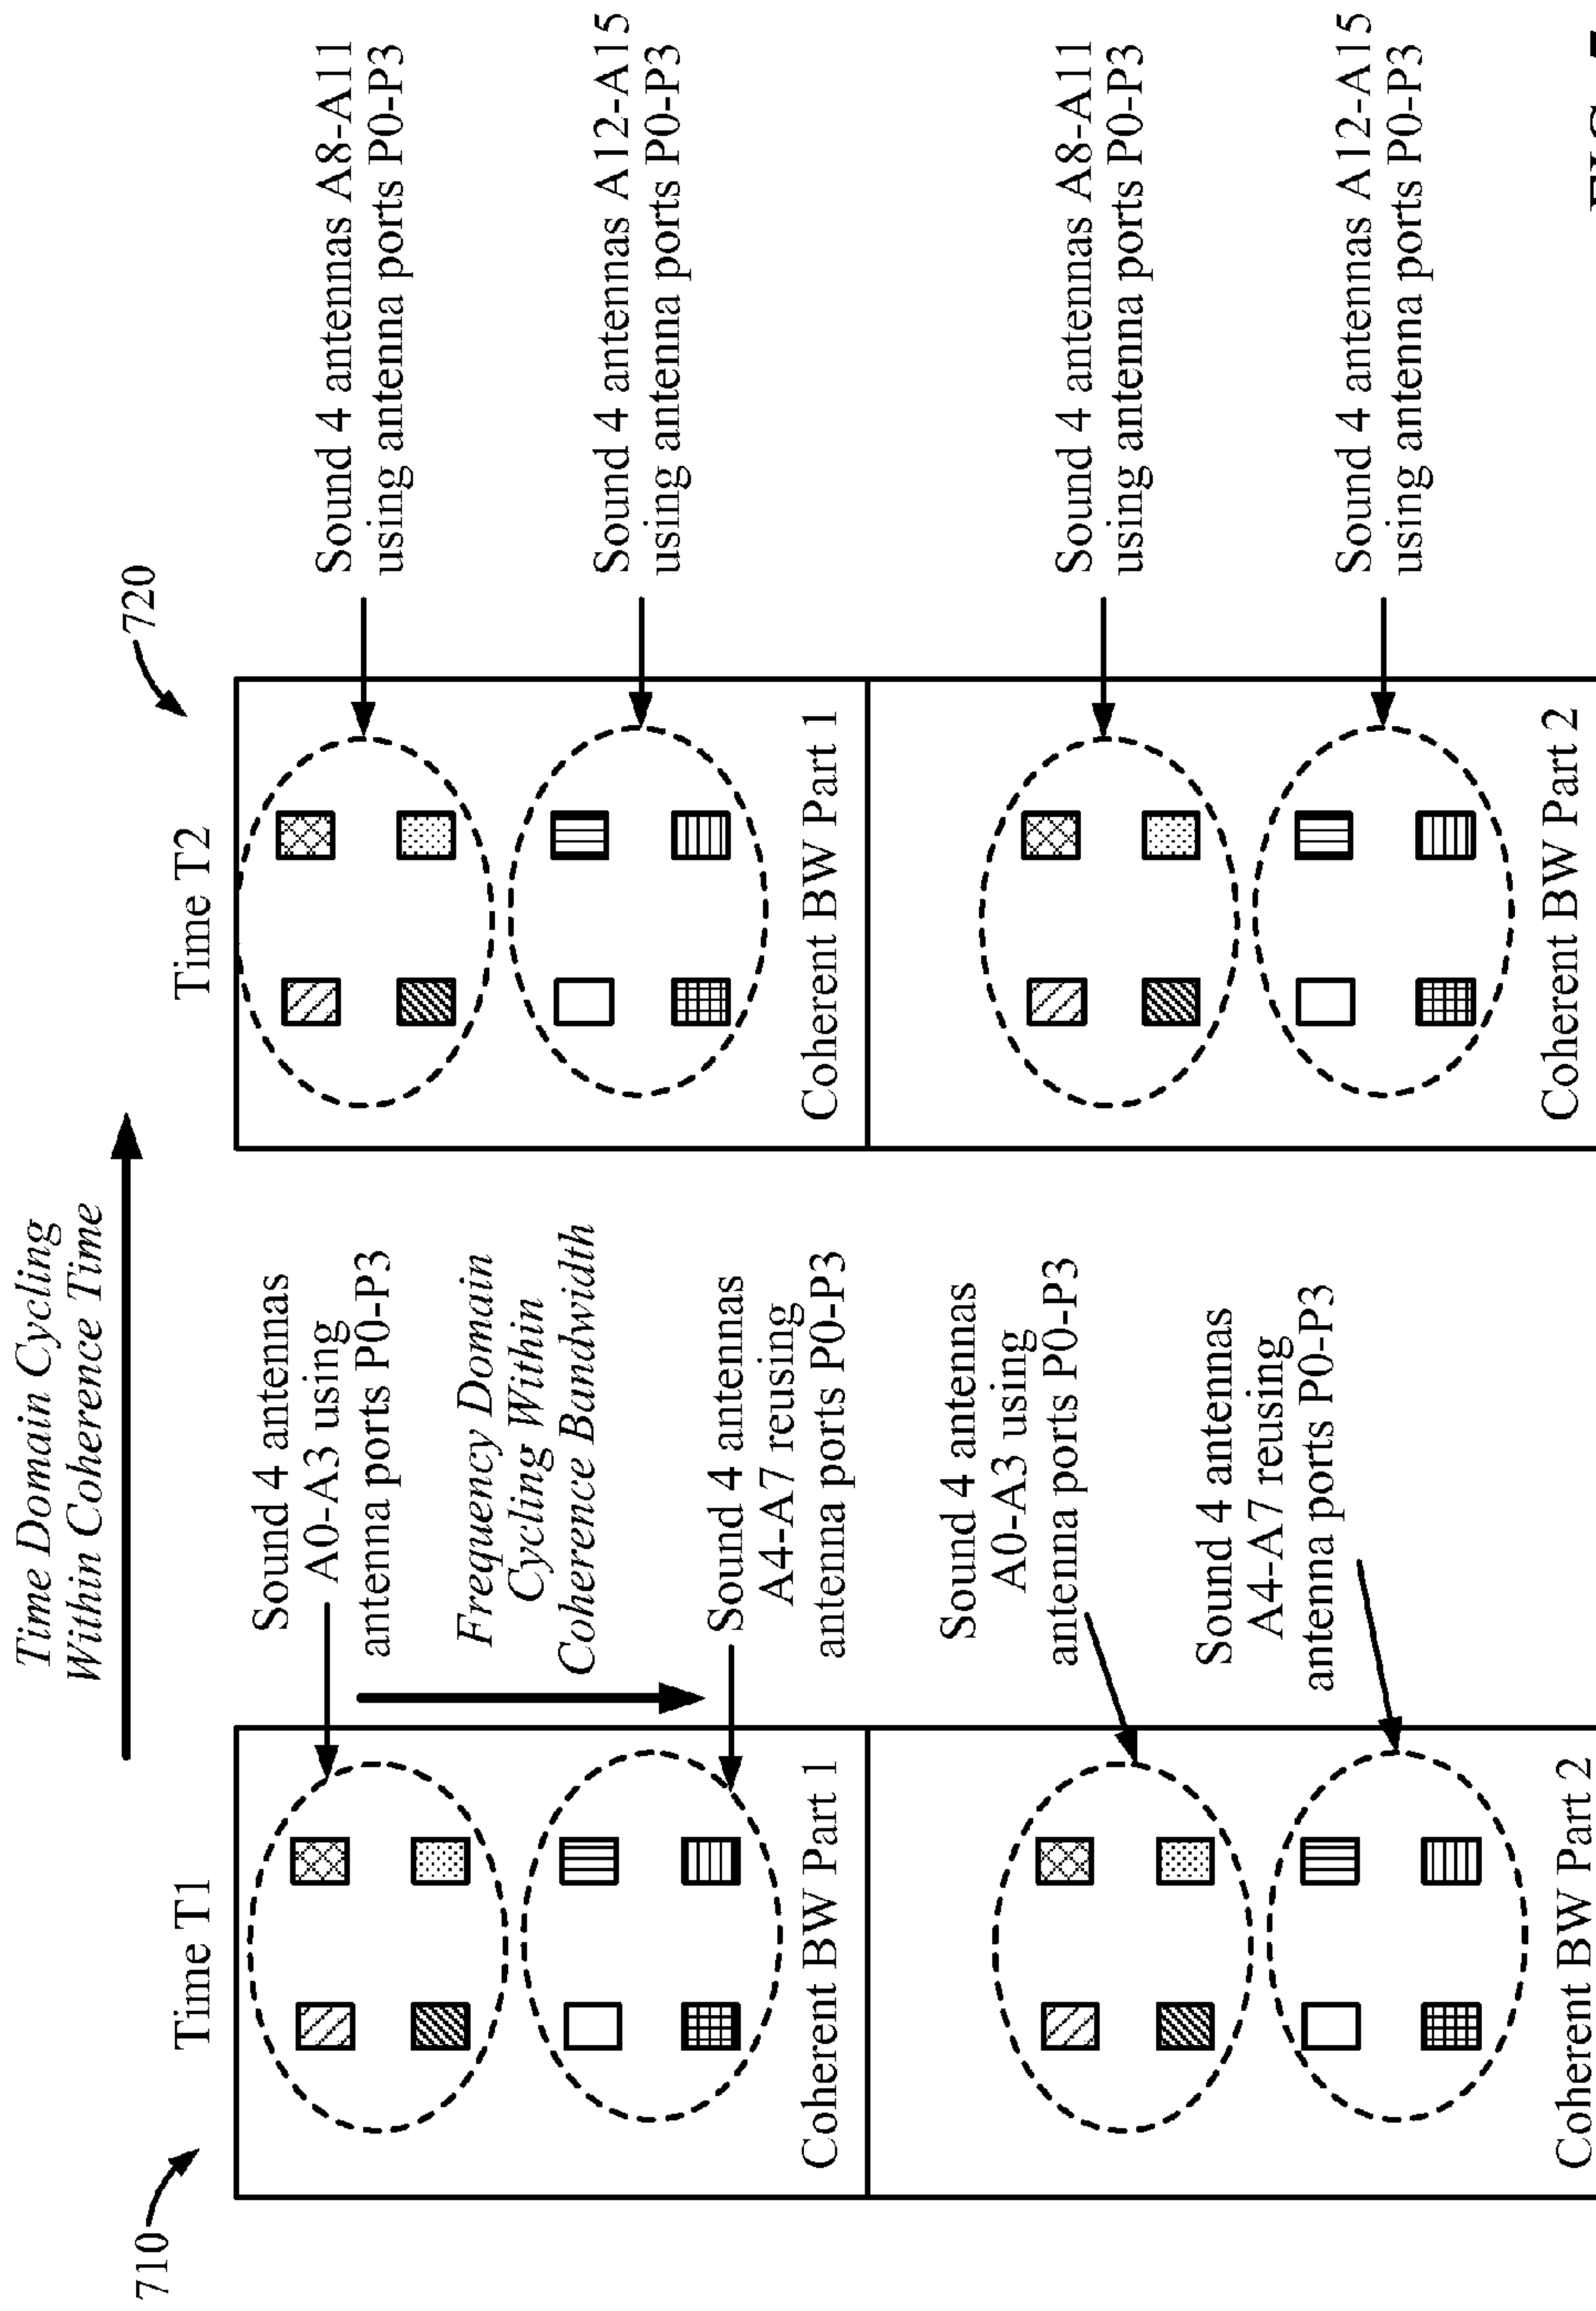 Time Domain Cycling
Within Coherence Time
710
720
Time T1
Time T2
Sound 4 antennas
A0-A3 using
antenna ports P0-P3
Frequency Domain
Cycling Within
Coherence Bandwidth
Sound 4 antennas
A4-A7 reusing
antenna ports P0-P3
Coherent BW Part 1
Sound 4 antennas
A0-A3 using
antenna ports P0-P3
Sound 4 antennas
A4-A7 reusing
antenna ports P0-P3
Coherent BW Part 2
Sound 4 antennas A8-A11
using antenna ports P0-P3
Sound 4 antennas A12-A15
using antenna ports P0-P3
Coherent BW Part 1
Sound 4 antennas A8-A11
using antenna ports P0-P3
Sound 4 antennas A12-A15
using antenna ports P0-P3
Coherent BW Part 2